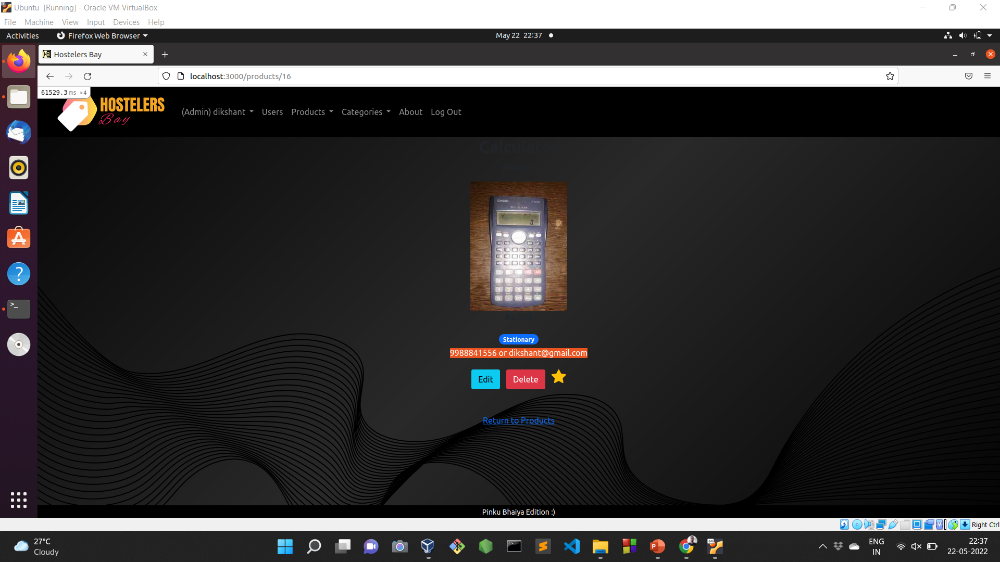 Ubuntu [Running] - Oracle VM VirtualBox
File Machine View Input Devices Help
Activities Firefox Web Browser May 22 22:37
Hostelers Bay
localhost:3000/products/16
61529.3 ms ×4
HOSTELERS
Bay
(Admin) dikshant Users Products Categories About Log Out
Calculator
CASIO
Rs. 200
Stationary
9988841556 or dikshant@gmail.com
Edit Delete
Return to Products
Pinku Bhaiya Edition :)
Right Ctrl
27°C
Cloudy
ENG
IN
22:37
22-05-2022